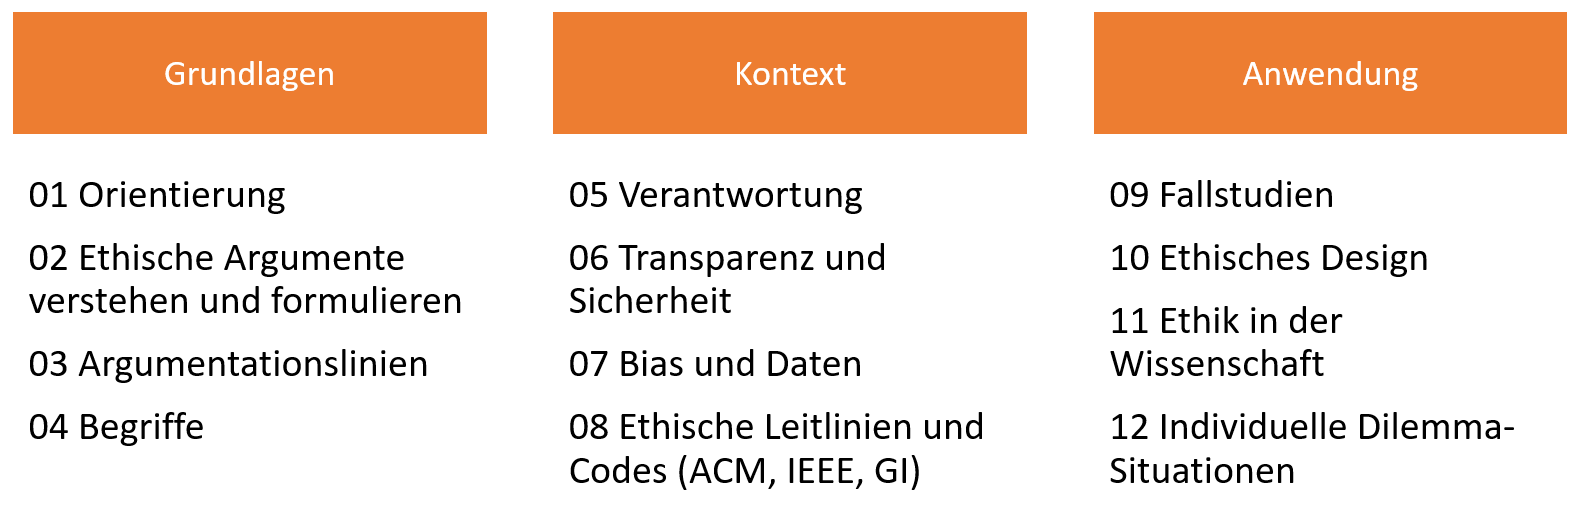 Grundlagen
01 Orientierung
02 Ethische Argumente
verstehen und formulieren
03 Argumentationslinien
04 Begriffe
Kontext
05 Verantwortung
06 Transparenz und
Sicherheit
07 Bias und Daten
08 Ethische Leitlinien und
Codes (ACM, IEEE, GI)
Anwendung
09 Fallstudien
10 Ethisches Design
11 Ethik in der
Wissenschaft
12 Individuelle Dilemma-
Situationen